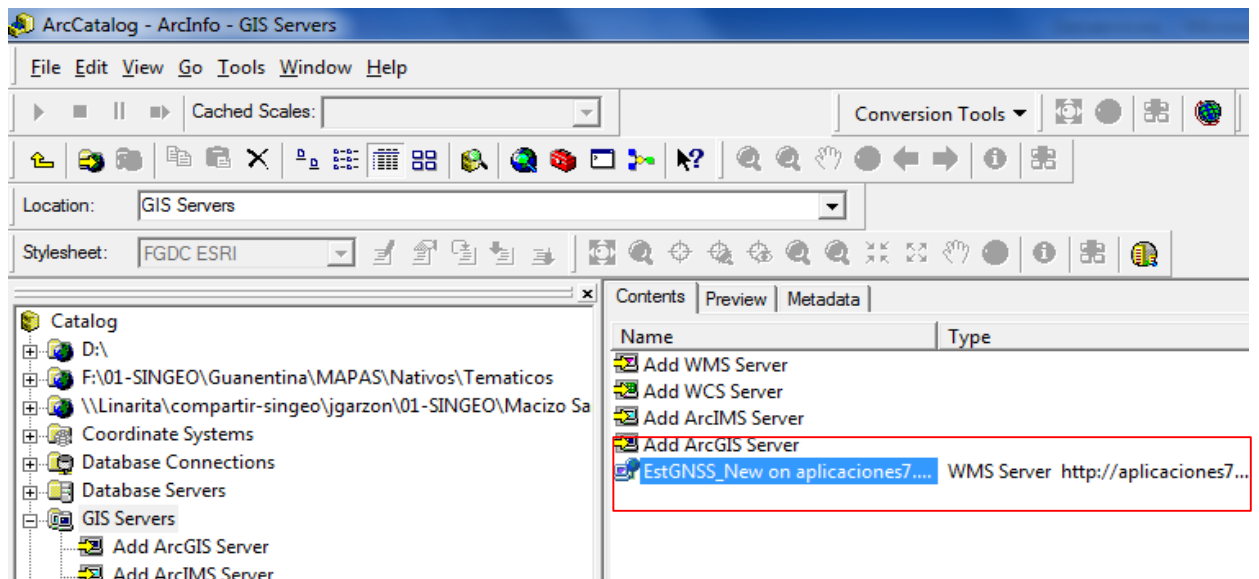 ArcCatalog - ArcInfo - GIS Servers
File Edit View Go Tools Window Help
Cached Scales:
Conversion Tools
Location: GIS Servers
Stylesheet: FGDC ESRI
Contents Preview Metadata
Name Type
Add WMS Server
Add WCS Server
Add ArcIMS Server
Add ArcGIS Server
EstGNSS_New on aplicaciones7.... WMS Server http://aplicaciones7...
Catalog
D:\
F:\01-SINGEO\Guanentina\MAPAS\Nativos\Tematicos
\\Linarita\compartir-singeo\jgarzon\01-SINGEO\Macizo Sa
Coordinate Systems
Database Connections
Database Servers
GIS Servers
Add ArcGIS Server
Add ArcIMS Server